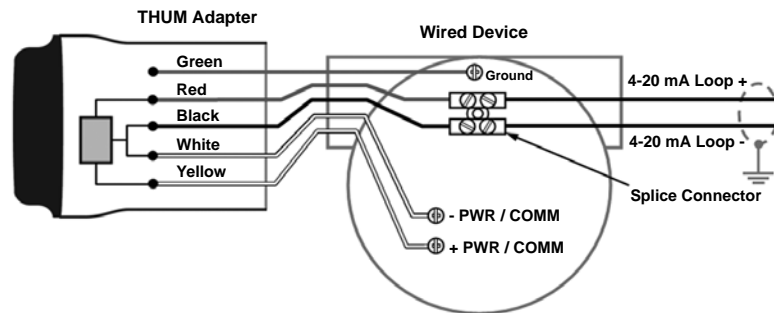 THUM Adapter
Wired Device
Green
Ground
Red
4-20 mA Loop +
Black
White
4-20 mA Loop -
Yellow
Splice Connector
- PWR / COMM
+ PWR / COMM